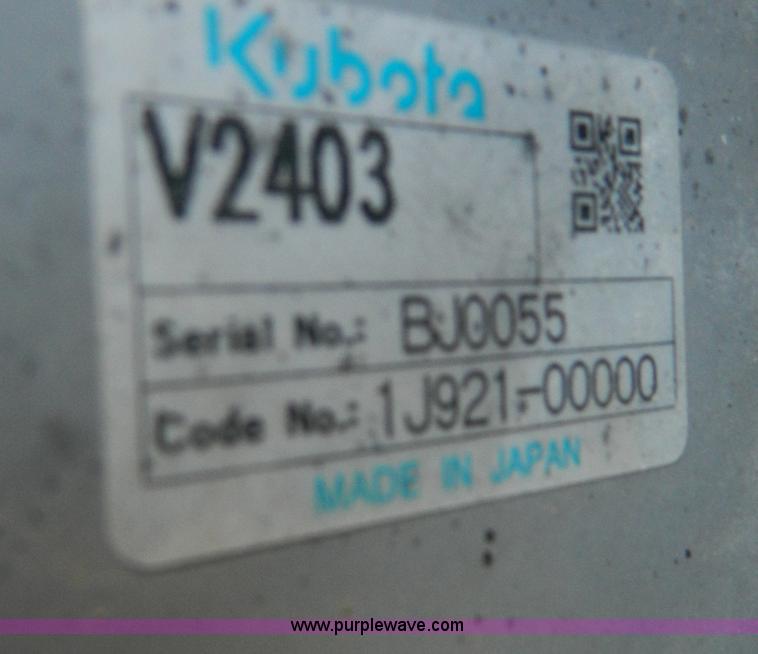 Kubota
V2403
Serial No.: BJ0055
Code No.: 1J921-00000
MADE IN JAPAN
www.purplewave.com